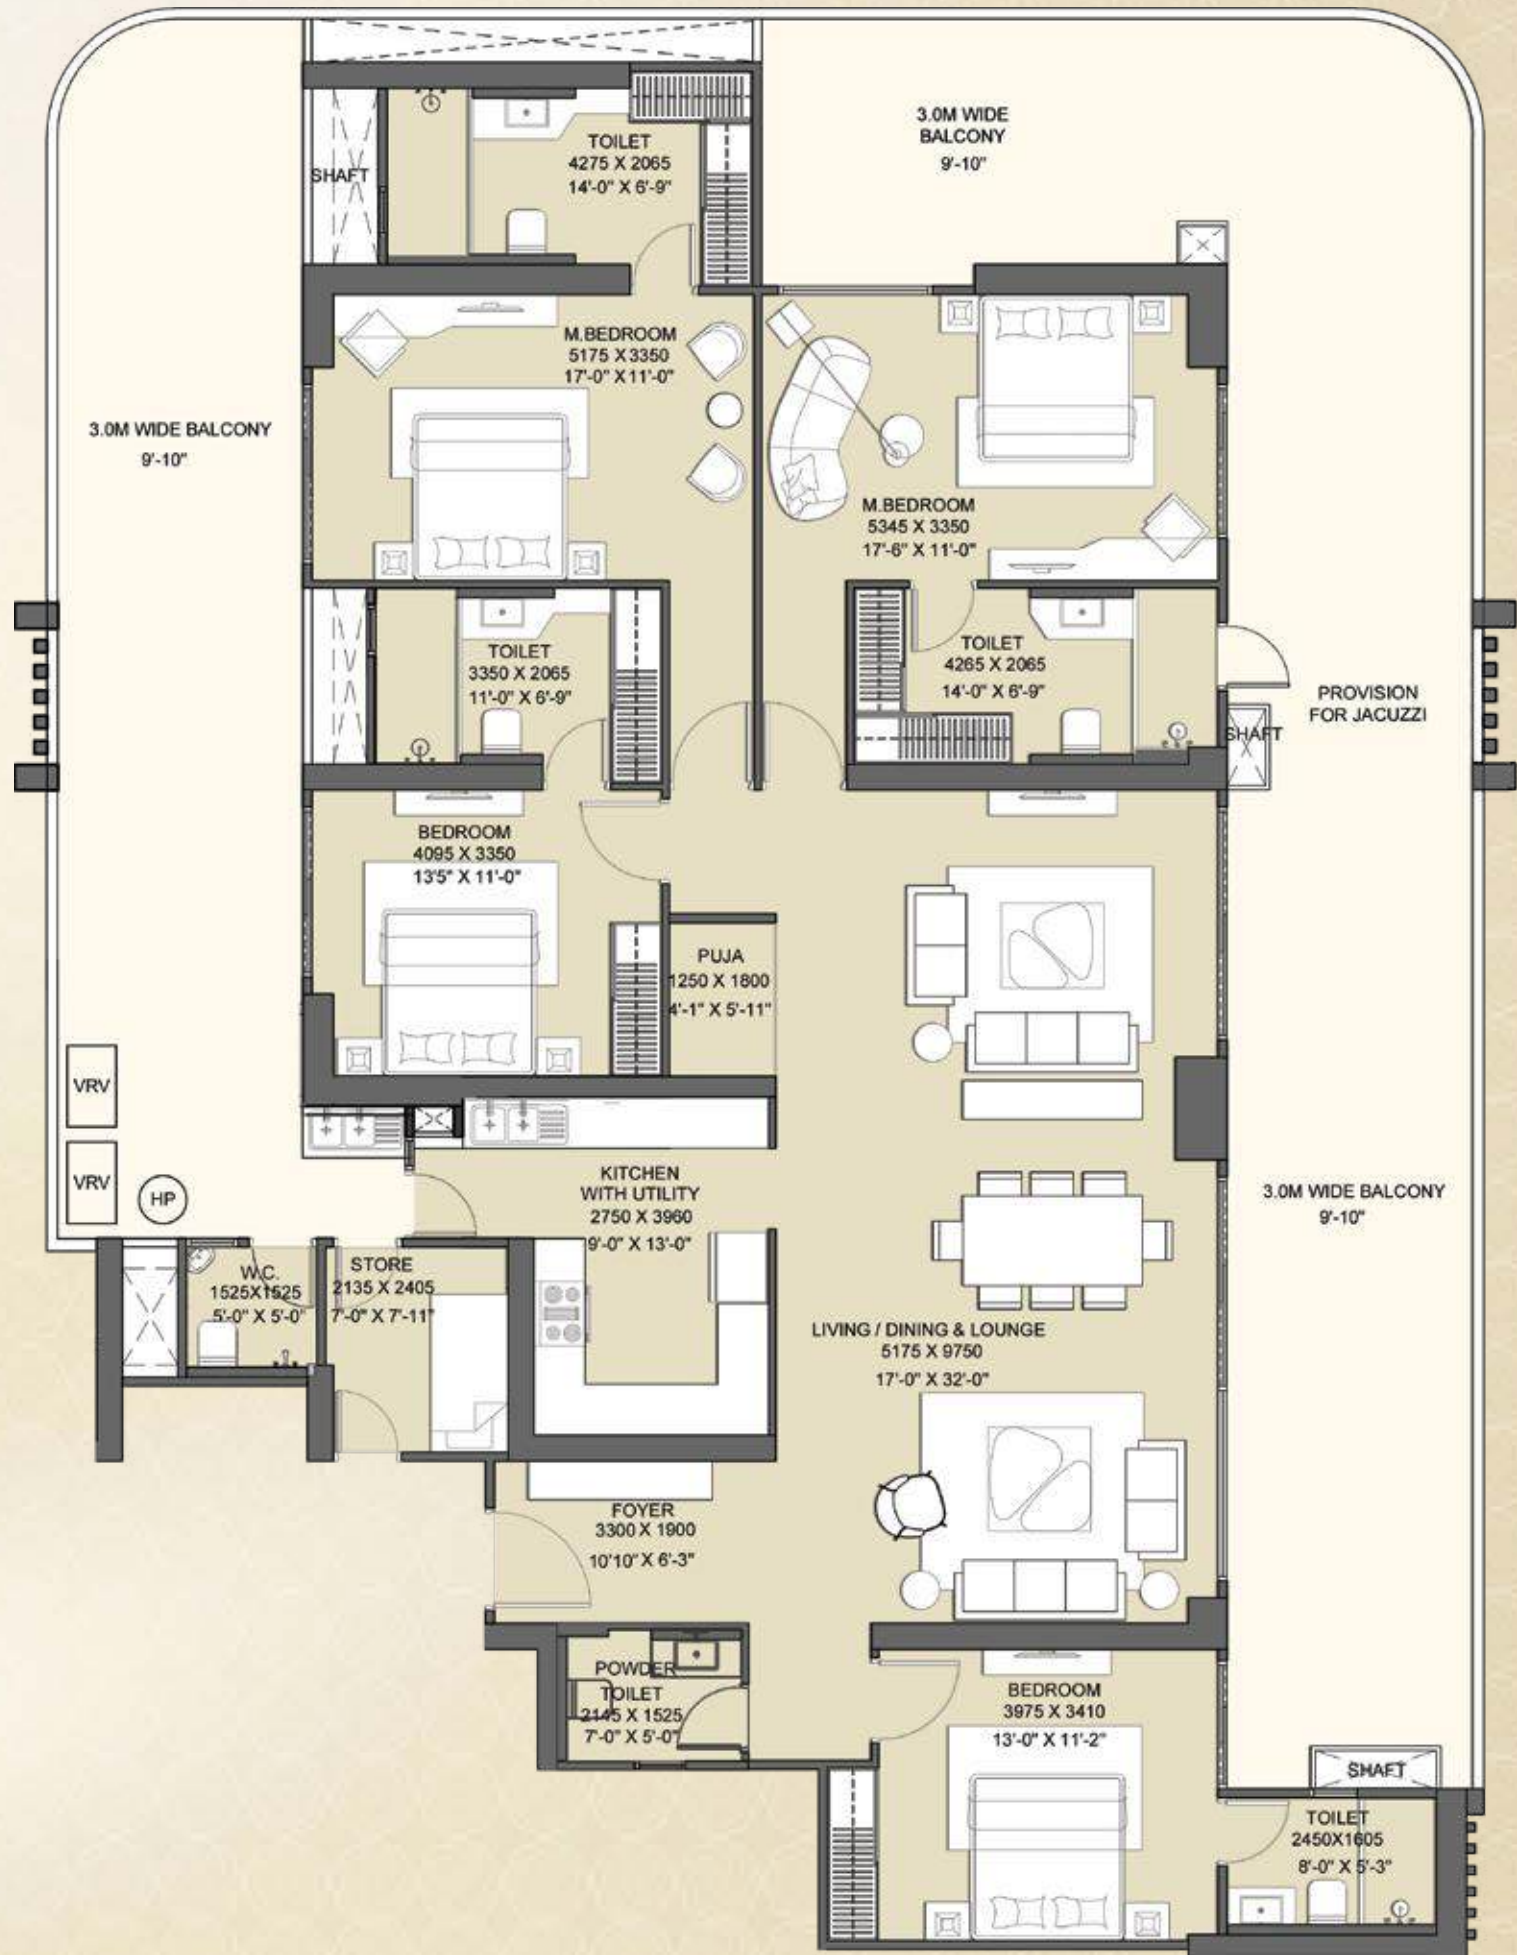 3.0M WIDE
BALCONY
9'-10"
TOILET
4275 X 2065
14'-0" X 6'-9"
SHAFT
M.BEDROOM
5175 X 3350
17'-0" X 11'-0"
3.0M WIDE BALCONY
9'-10"
M.BEDROOM
5345 X 3350
17'-6" X 11'-0"
TOILET
3350 X 2065
11'-0" X 6'-9"
TOILET
4265 X 2065
14'-0" X 6'-9"
PROVISION
FOR JACUZZI
SHAFT
BEDROOM
4095 X 3350
13'5" X 11'-0"
PUJA
1250 X 1800
4'-1" X 5'-11"
VRV
VRV
HP
KITCHEN
WITH UTILITY
2750 X 3960
9'-0" X 13'-0"
3.0M WIDE BALCONY
9'-10"
W.C.
1525X1525
5'-0" X 5'-0"
STORE
2135 X 2405
7'-0" X 7'-11"
LIVING / DINING & LOUNGE
5175 X 9750
17'-0" X 32'-0"
FOYER
3300 X 1900
10'10" X 6'-3"
POWDER
TOILET
2145 X 1525
7'-0" X 5'-0"
BEDROOM
3975 X 3410
13'-0" X 11'-2"
SHAFT
TOILET
2450X1605
8'-0" X 5'-3"